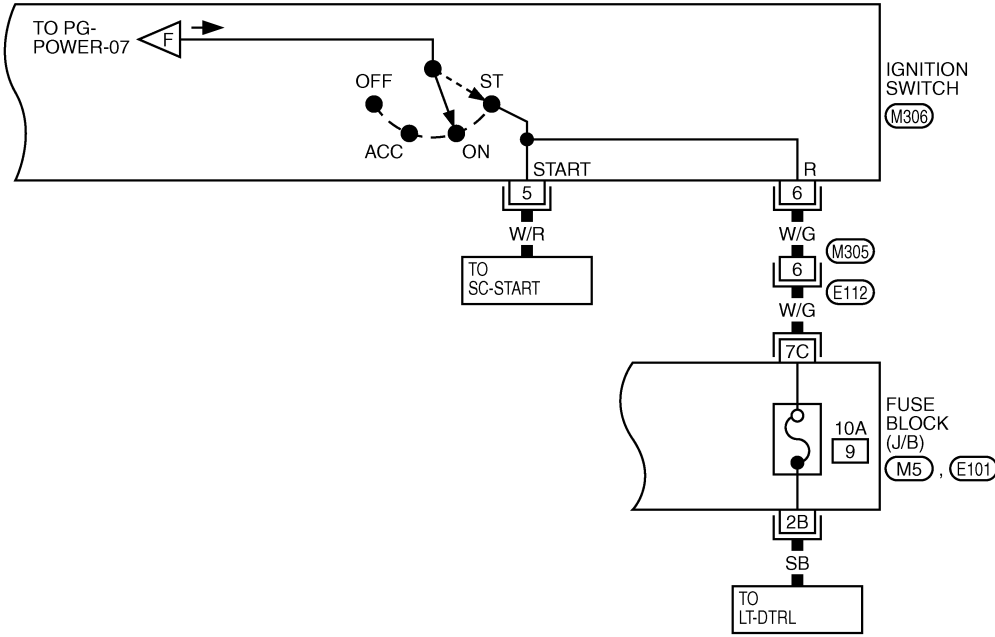 TO PG-
POWER-07
F
OFF
ST
ACC
ON
IGNITION
SWITCH
M306
START
R
5
6
W/R
W/G
TO
SC-START
M305
6
E112
W/G
7C
FUSE
BLOCK
(J/B)
10A
9
M5 , E101
2B
SB
TO
LT-DTRL